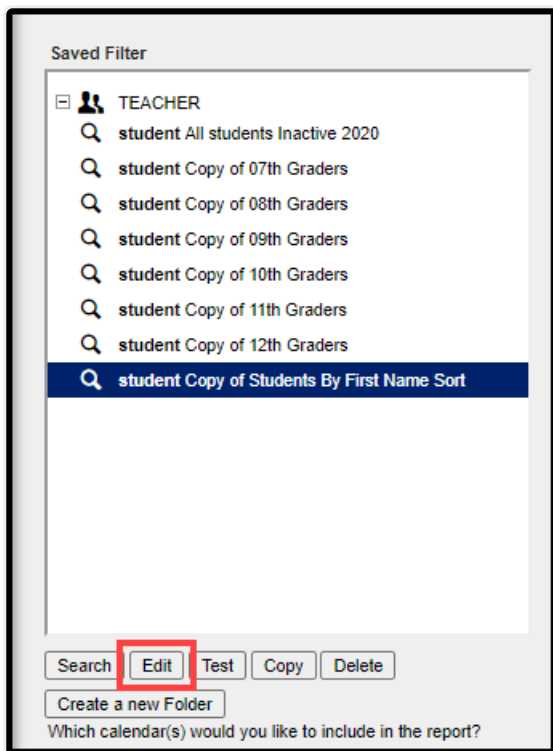 Saved Filter
TEACHER
student All students Inactive 2020
student Copy of 07th Graders
student Copy of 08th Graders
student Copy of 09th Graders
student Copy of 10th Graders
student Copy of 11th Graders
student Copy of 12th Graders
student Copy of Students By First Name Sort
Search Edit Test Copy Delete
Create a new Folder
Which calendar(s) would you like to include in the report?